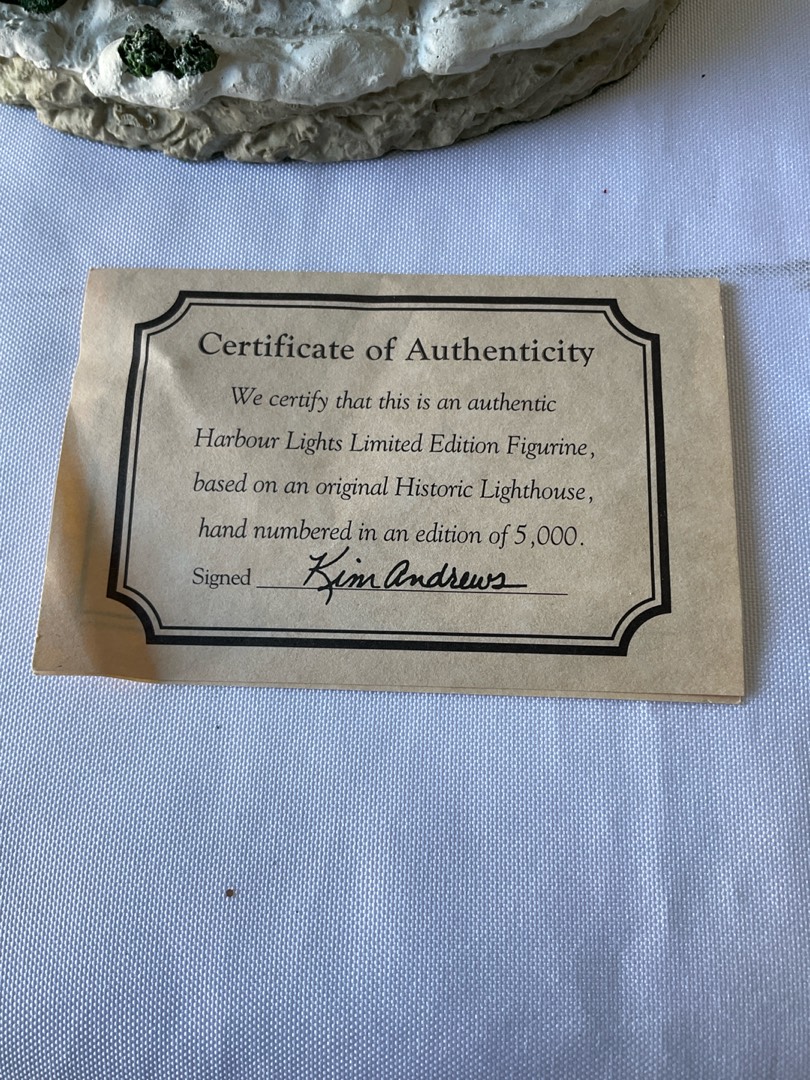 Certificate of Authenticity
We certify that this is an authentic
Harbour Lights Limited Edition Figurine,
based on an original Historic Lighthouse,
hand numbered in an edition of 5,000.
Signed Kim Andrews